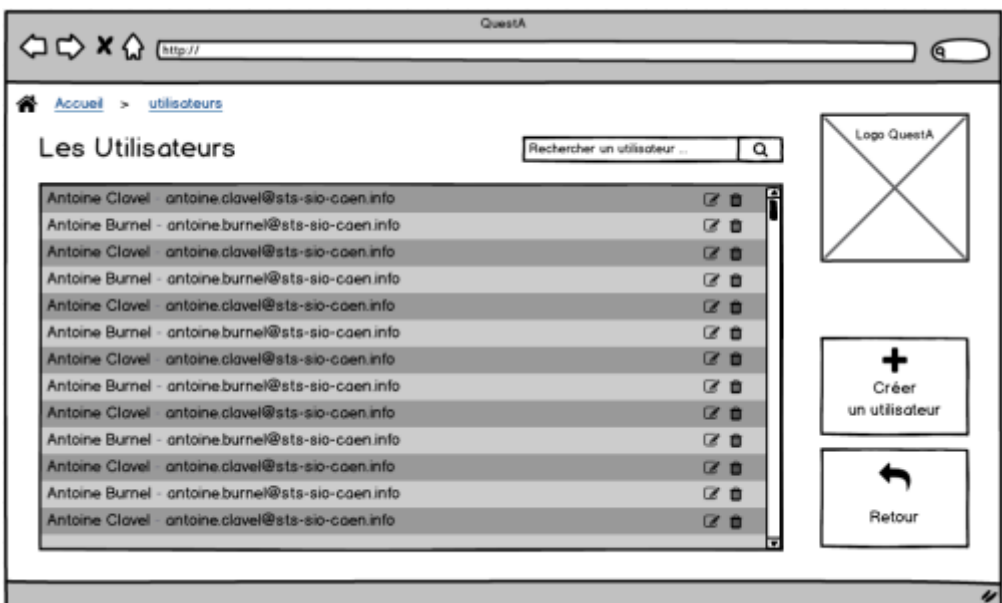 QuestA
http://
Accueil > utilisateurs
Les Utilisateurs
Rechercher un utilisateur ...
Logo QuestA
Antoine Clavel - antoine.clavel@sts-sio-caen.info
Antoine Burnel - antoine.burnel@sts-sio-caen.info
Antoine Clavel - antoine.clavel@sts-sio-caen.info
Antoine Burnel - antoine.burnel@sts-sio-caen.info
Antoine Clavel - antoine.clavel@sts-sio-caen.info
Antoine Burnel - antoine.burnel@sts-sio-caen.info
Antoine Clavel - antoine.clavel@sts-sio-caen.info
Antoine Burnel - antoine.burnel@sts-sio-caen.info
Antoine Clavel - antoine.clavel@sts-sio-caen.info
Antoine Burnel - antoine.burnel@sts-sio-caen.info
Antoine Clavel - antoine.clavel@sts-sio-caen.info
Antoine Burnel - antoine.burnel@sts-sio-caen.info
Antoine Clavel - antoine.clavel@sts-sio-caen.info
Créer
un utilisateur
Retour